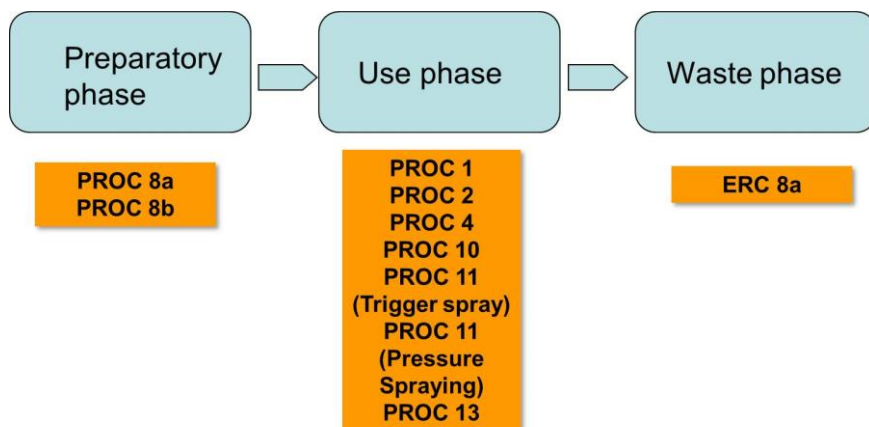 Preparatory
phase
Use phase
Waste phase
PROC 8a
PROC 8b
PROC 1
PROC 2
PROC 4
PROC 10
PROC 11
(Trigger spray)
PROC 11
(Pressure
Spraying)
PROC 13
ERC 8a